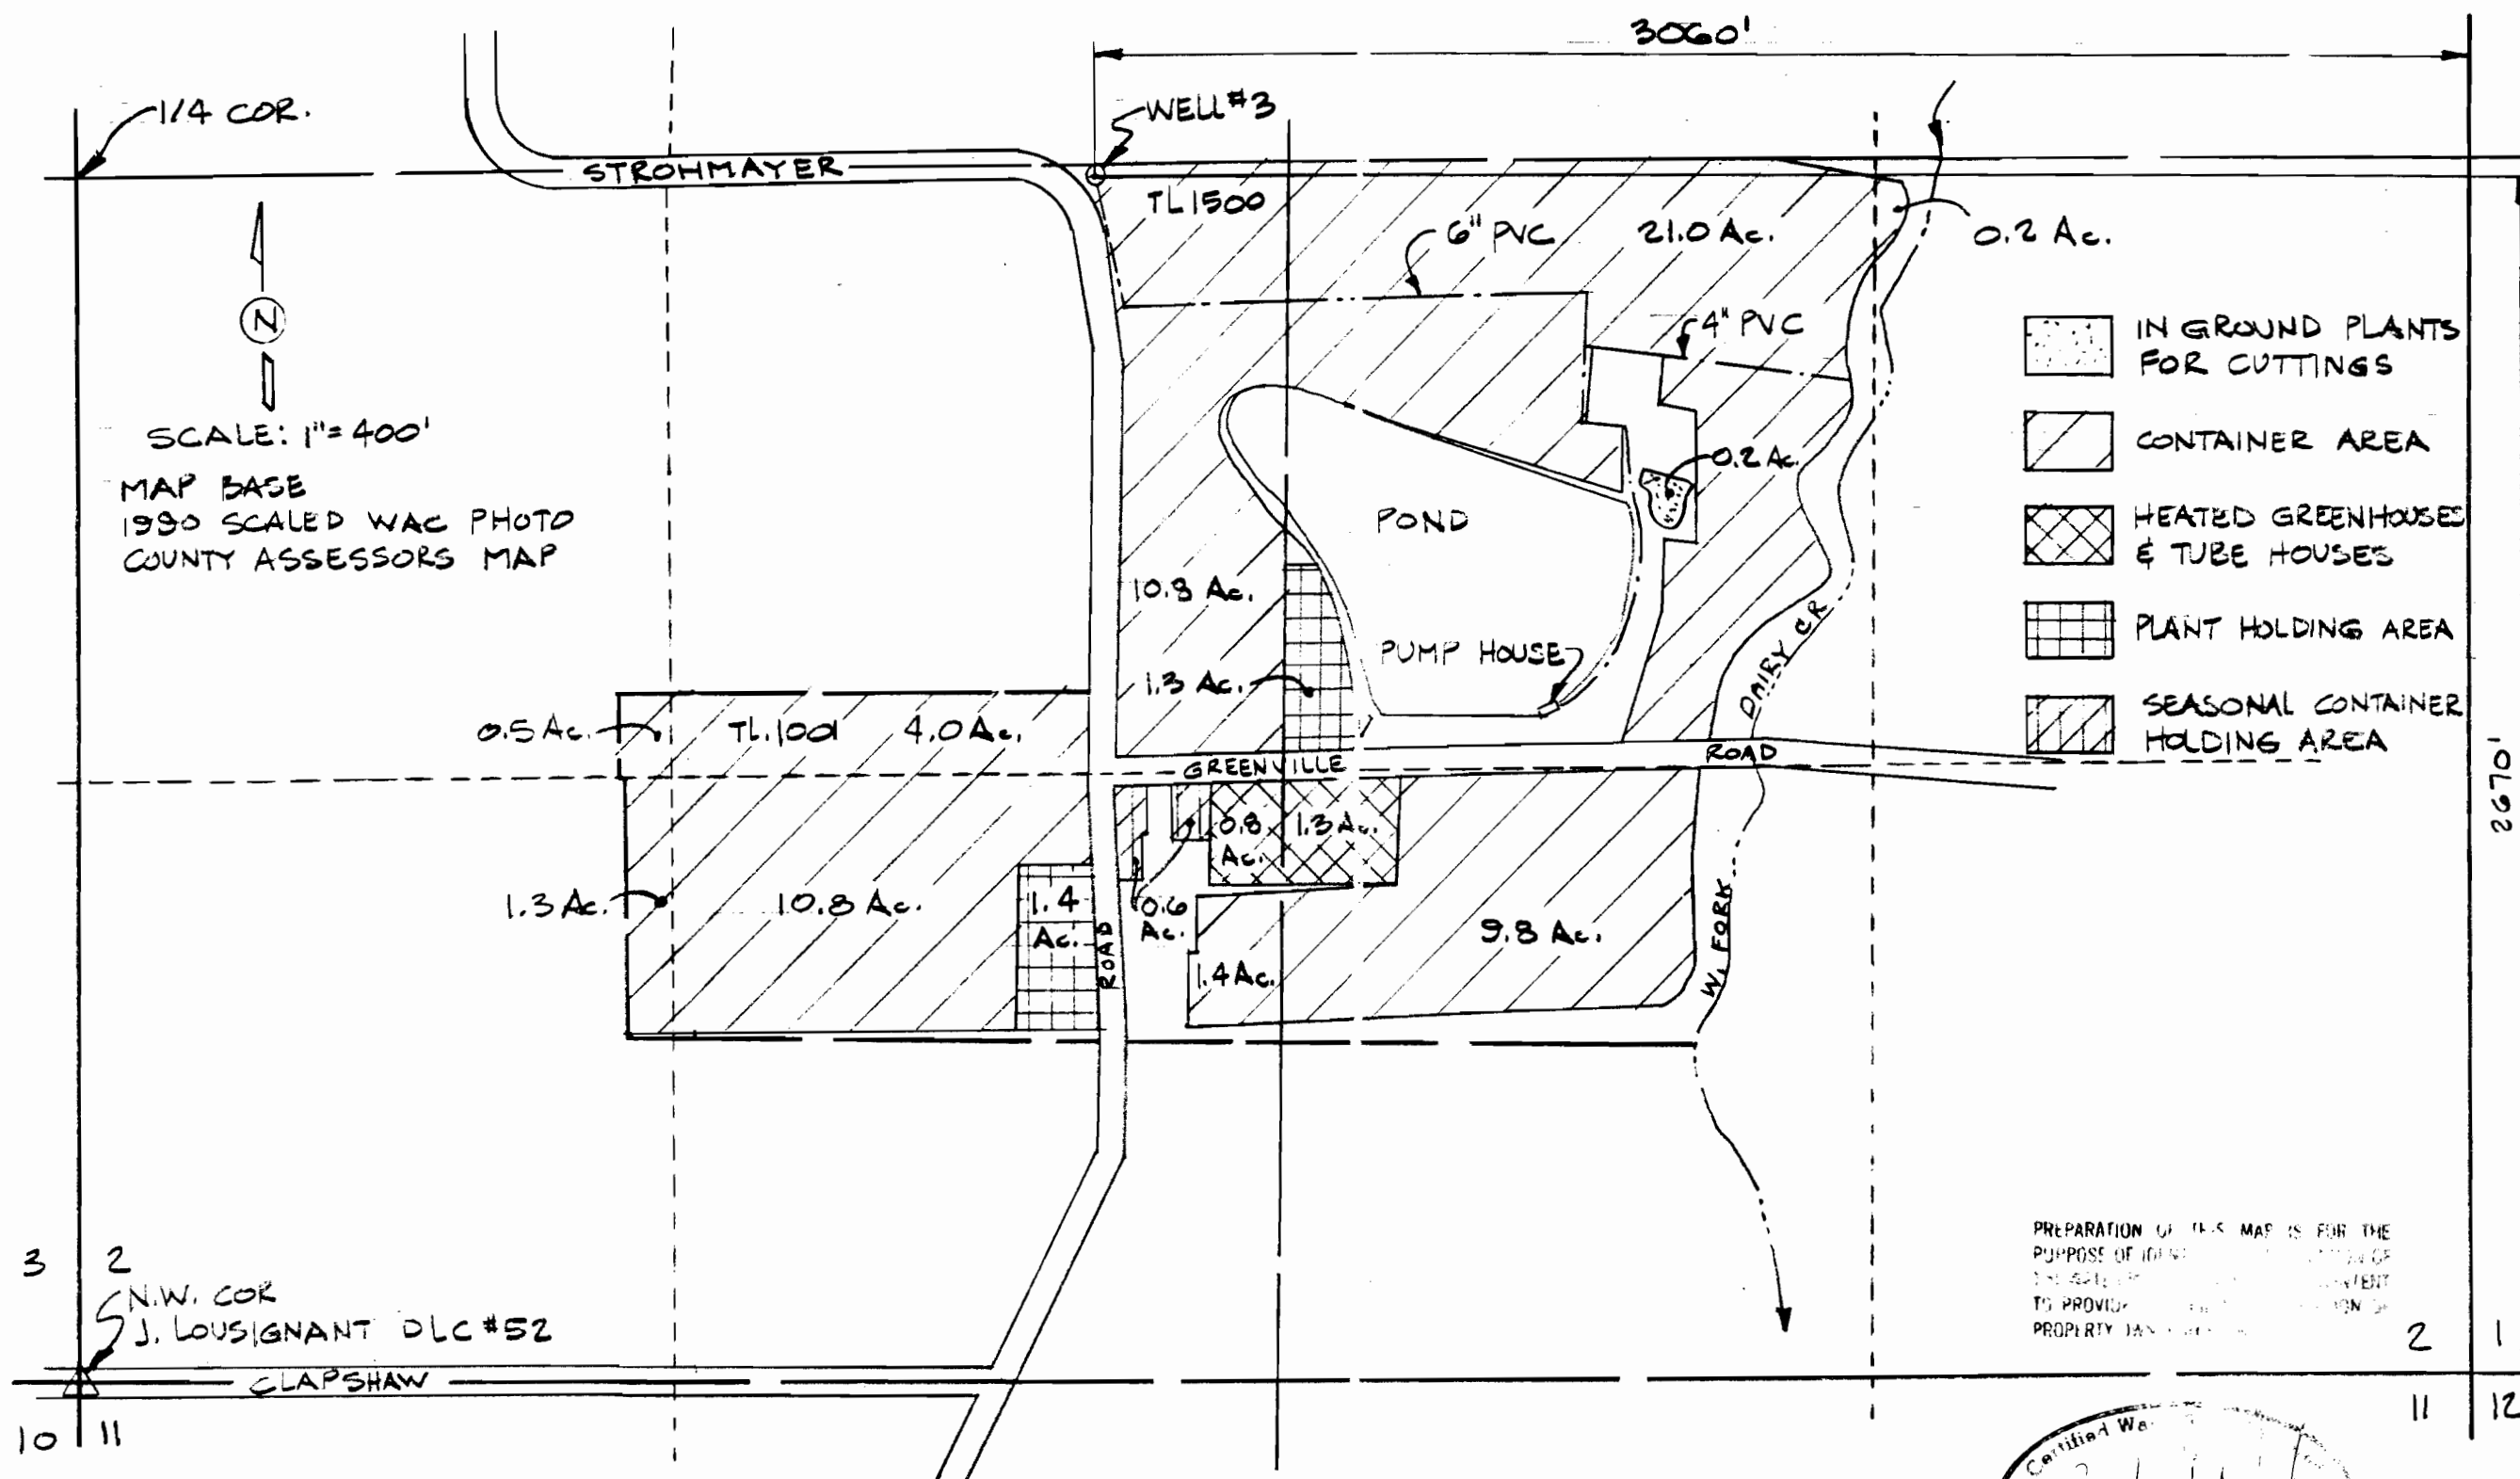 3060'
1/4 COR.
WELL #3
STROHMAYER
TL1500
6" PVC
21.0 Ac.
0.2 Ac.
N
4" PVC
IN GROUND PLANTS
FOR CUTTINGS
SCALE: 1"=400'
CONTAINER AREA
MAP BASE
1990 SCALED WAC PHOTO
COUNTY ASSESSORS MAP
0.2 Ac.
POND
HEATED GREENHOUSES
& TUBE HOUSES
10.8 Ac.
PLANT HOLDING AREA
PUMP HOUSE
1.3 Ac.
DAIRY CR
SEASONAL CONTAINER
HOLDING AREA
0.5 Ac.
TL.1001
4.0 Ac.
GREENVILLE
ROAD
2670'
0.8
Ac.
1.3 Ac.
1.3 Ac.
10.8 Ac.
1.4
Ac.
ROAD
0.6
Ac.
9.8 Ac.
1.4 Ac.
W. FORK
PREPARATION OF THIS MAP IS FOR THE
PURPOSE OF
TO PROVIDE
PROPERTY
3
2
N.W. COR
J. LOUSIGNANT DLC #52
2
1
CLAPSHAW
10
11
11
12
Certified